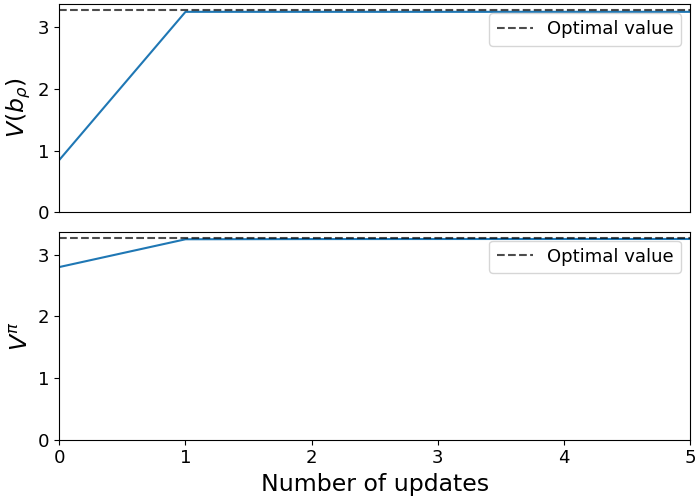 3
2
1
0
V(b_ρ)
Optimal value
3
2
1
0
V^π
Optimal value
0 1 2 3 4 5
Number of updates